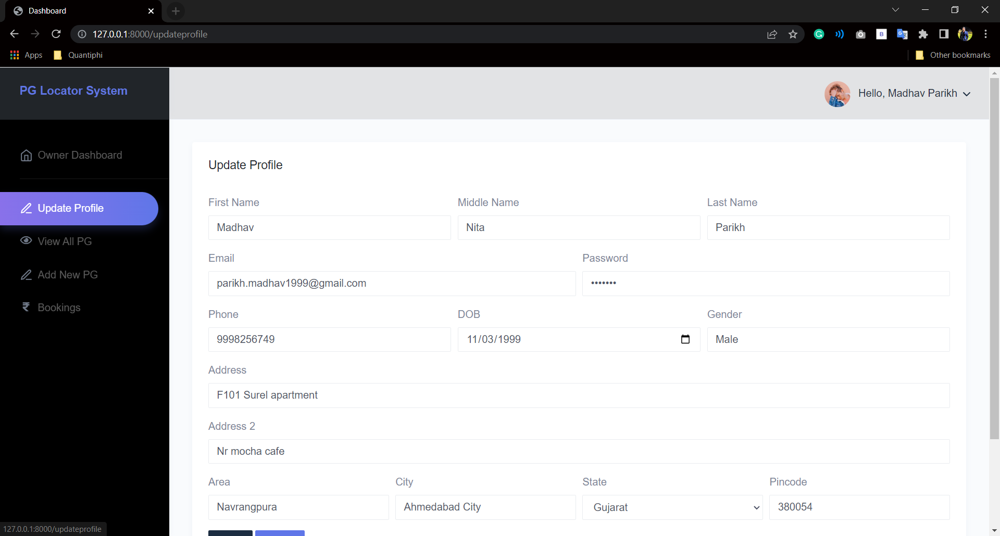 Dashboard
127.0.0.1:8000/updateprofile
Apps Quantiphi Other bookmarks
PG Locator System
Hello, Madhav Parikh
Owner Dashboard
Update Profile
View All PG
Add New PG
Bookings
Update Profile
First Name Middle Name Last Name
Madhav Nita Parikh
Email Password
parikh.madhav1999@gmail.com •••••••
Phone DOB Gender
9998256749 11/03/1999 Male
Address
F101 Surel apartment
Address 2
Nr mocha cafe
Area City State Pincode
Navrangpura Ahmedabad City Gujarat 380054
127.0.0.1:8000/updateprofile